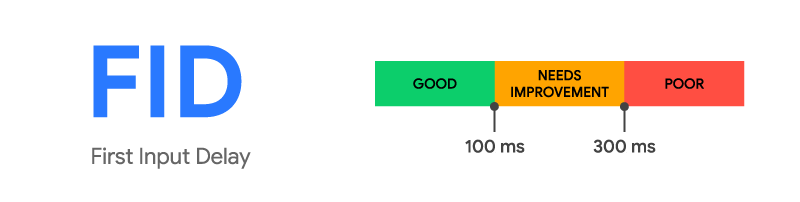 FID
First Input Delay
GOOD
NEEDS
IMPROVEMENT
POOR
100 ms
300 ms